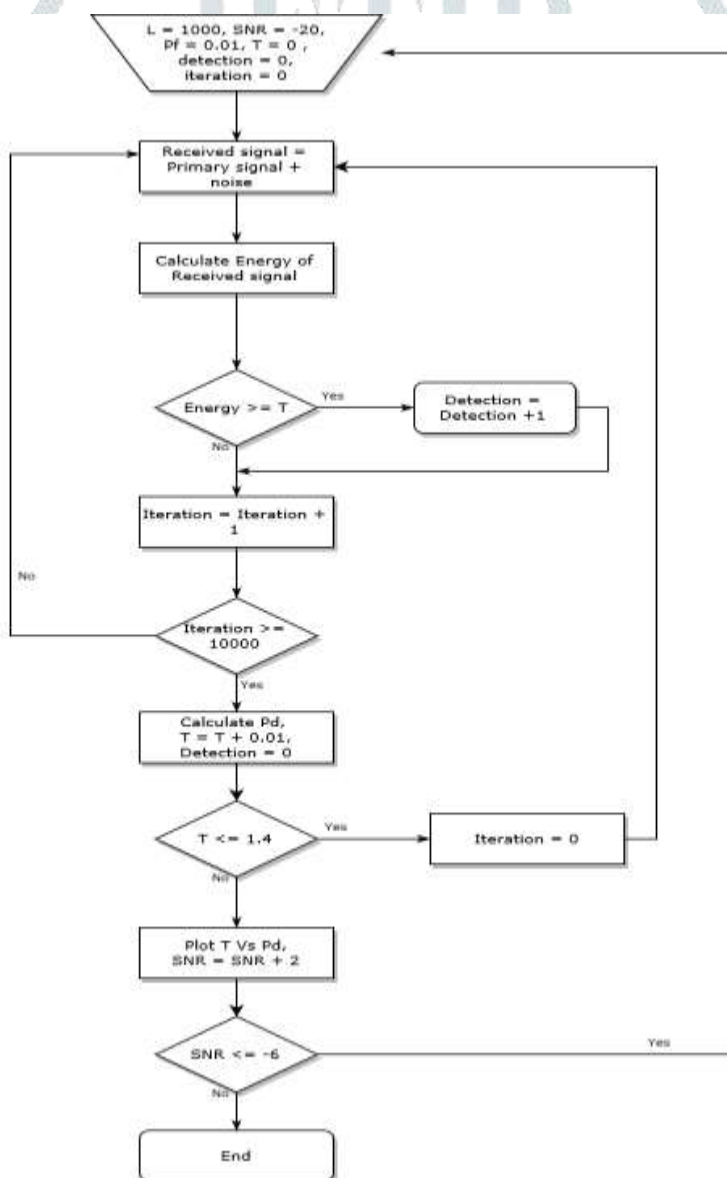 L = 1000, SNR = -20,
Pf = 0.01, T = 0 ,
detection = 0,
iteration = 0
Received signal =
Primary signal +
noise
Calculate Energy of
Received signal
Energy >= T
Yes
Detection =
Detection +1
No
Iteration = Iteration +
1
No
Iteration >=
10000
Yes
Calculate Pd,
T = T + 0.01,
Detection = 0
T <= 1.4
Yes
Iteration = 0
No
Plot T Vs Pd,
SNR = SNR + 2
SNR <= -6
Yes
No
End